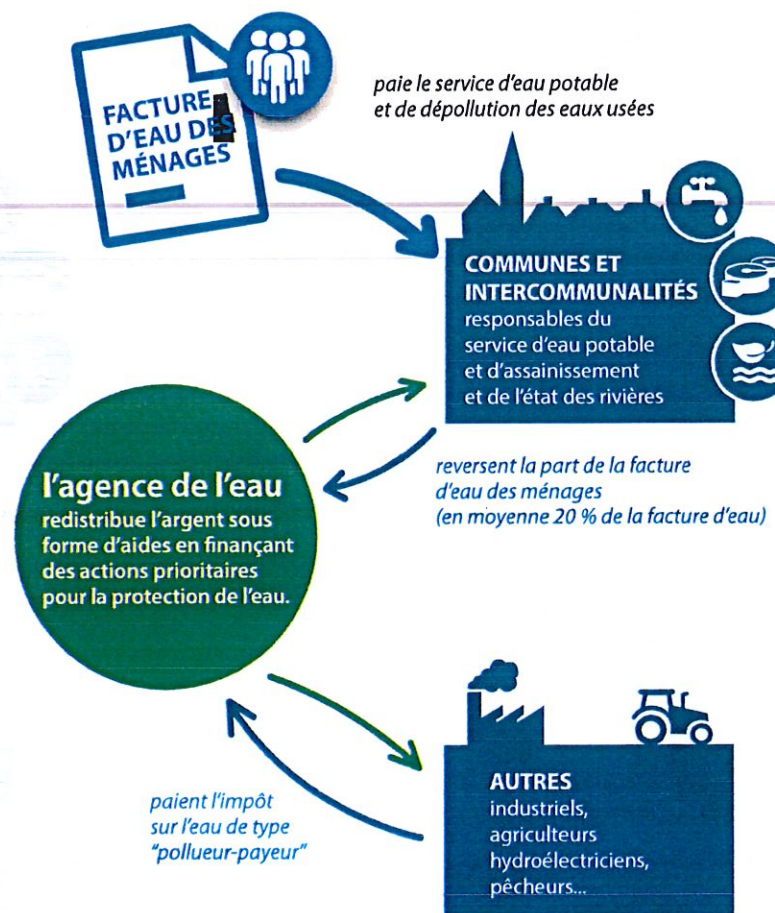 FACTURE
D'EAU DES
MÉNAGES
paie le service d'eau potable
et de dépollution des eaux usées
COMMUNES ET
INTERCOMMUNALITÉS
responsables du
service d'eau potable
et d'assainissement
et de l'état des rivières
reversent la part de la facture
d'eau des ménages
(en moyenne 20 % de la facture d'eau)
l'agence de l'eau
redistribue l'argent sous
forme d'aides en finançant
des actions prioritaires
pour la protection de l'eau.
paient l'impôt
sur l'eau de type
"pollueur-payeur"
AUTRES
industriels,
agriculteurs
hydroélectriciens,
pêcheurs...